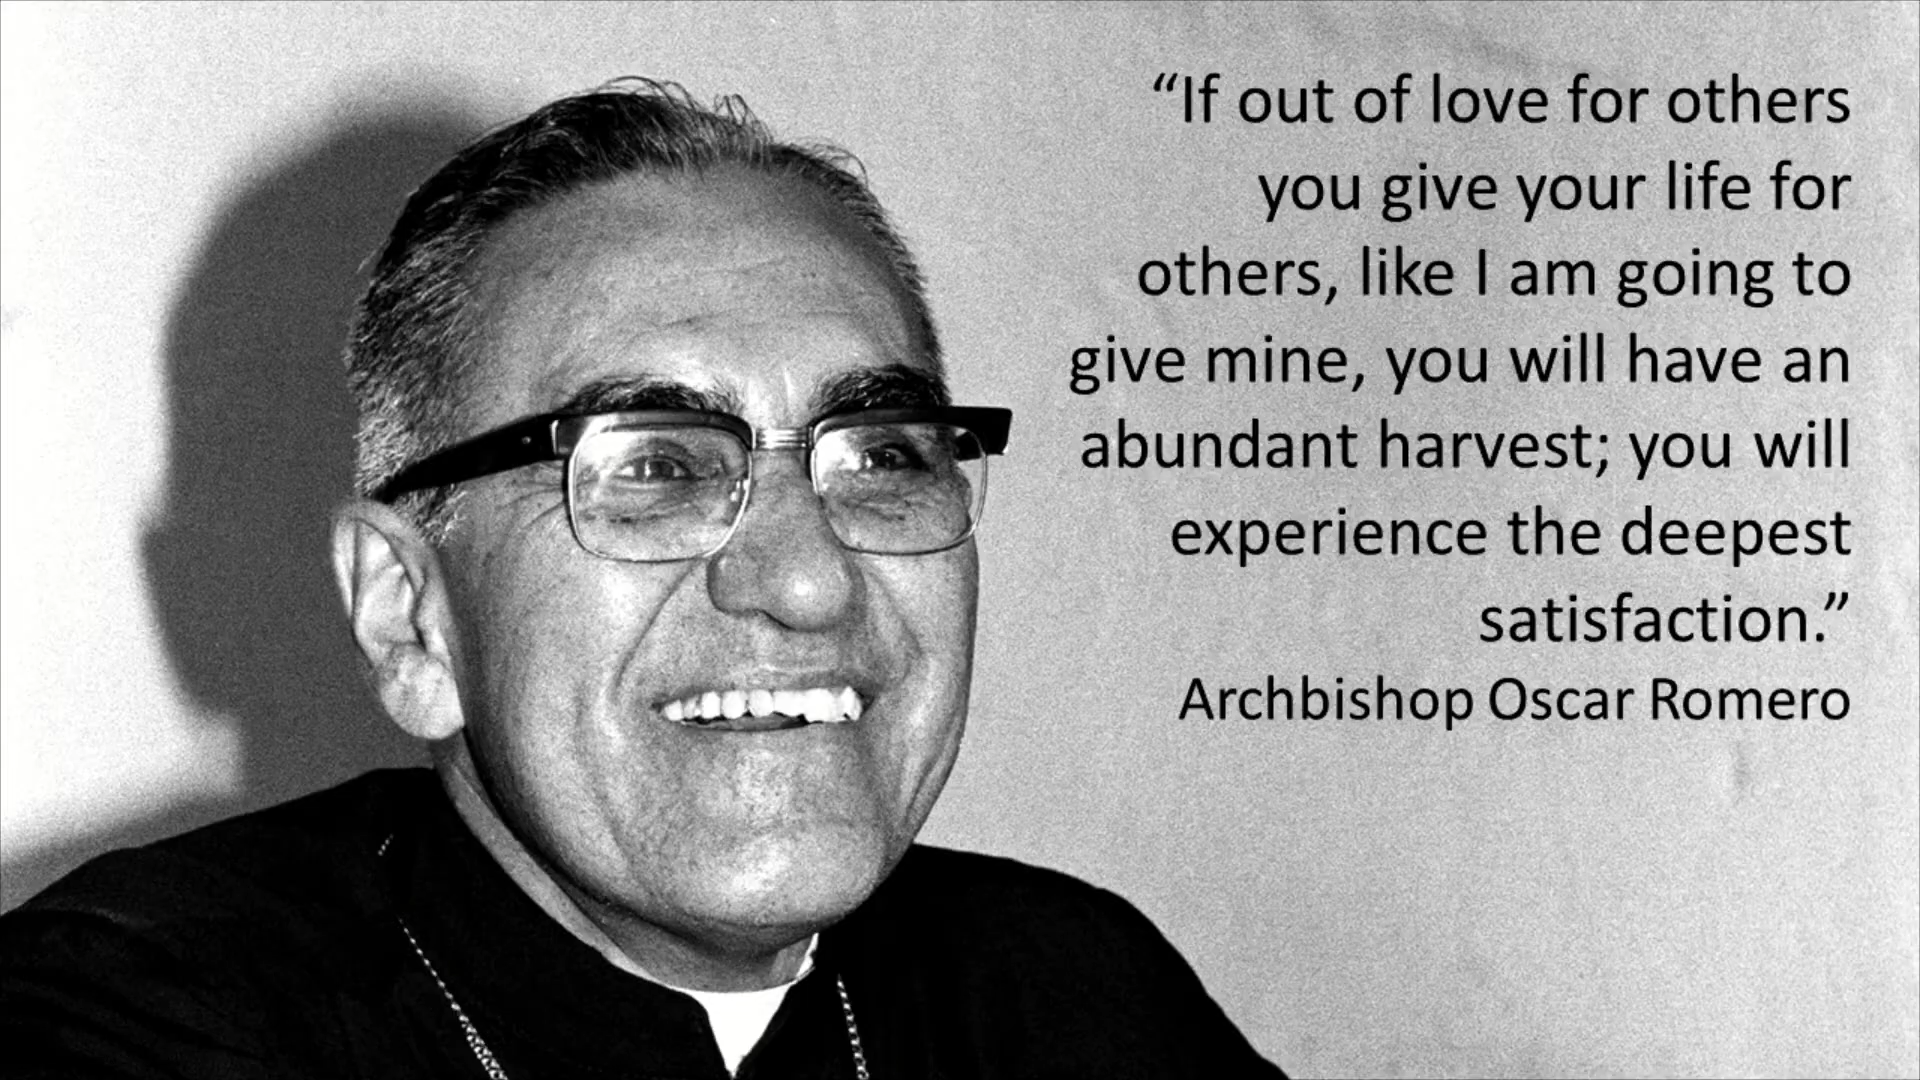 “If out of love for others
you give your life for
others, like I am going to
give mine, you will have an
abundant harvest; you will
experience the deepest
satisfaction.”
Archbishop Oscar Romero